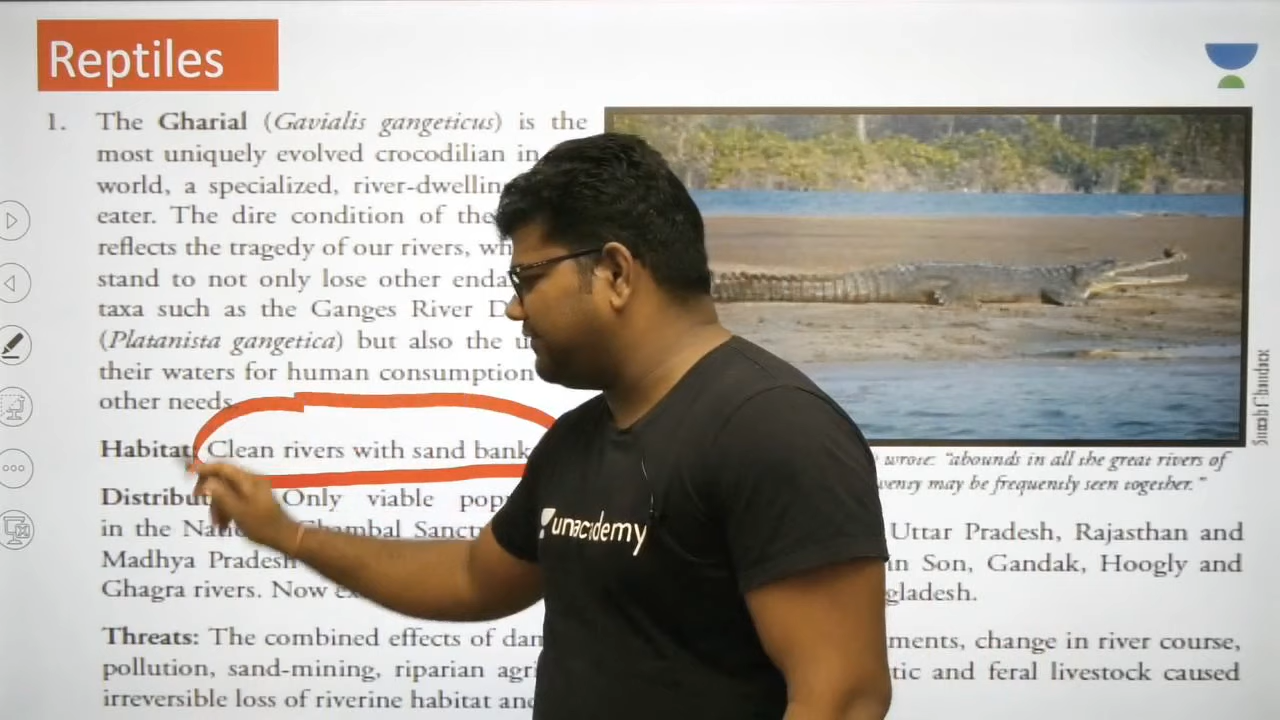 Reptiles
1. The Gharial (Gavialis gangeticus) is the
most uniquely evolved crocodilian in
world, a specialized, river-dwellin
eater. The dire condition of the
reflects the tragedy of our rivers, wh
stand to not only lose other enda
taxa such as the Ganges River D
(Platanista gangetica) but also the u
their waters for human consumption
other needs.
Habitat: Clean rivers with sand bank
wrote: "abounds in all the great rivers of
venty may be frequently seen together."
Distribut Only viable pop
in the Nati Chambal Sanct Uttar Pradesh, Rajasthan and
Madhya Pradesh in Son, Gandak, Hoogly and
Ghagra rivers. Now ex gladesh.
Threats: The combined effects of dam ments, change in river course,
pollution, sand-mining, riparian agri tic and feral livestock caused
irreversible loss of riverine habitat and
unacademy